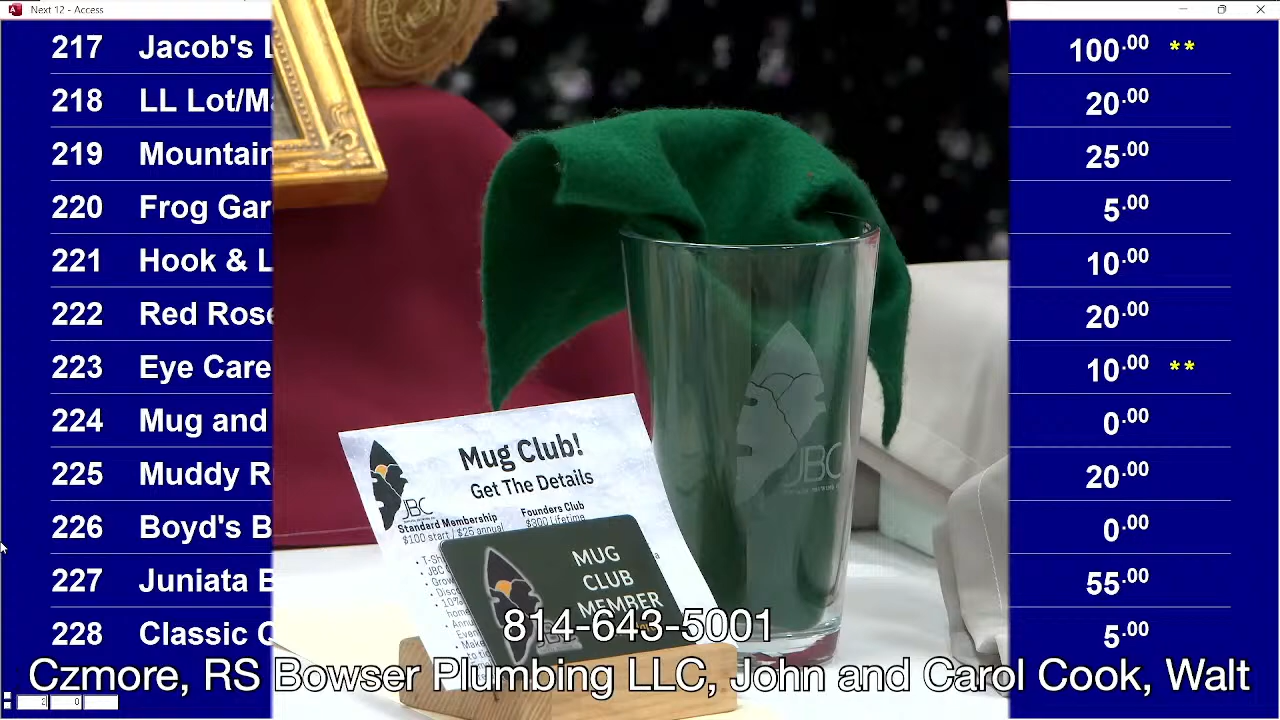 Next 12 - Access
217 Jacob's L 100.00 **
218 LL Lot/Ma 20.00
219 Mountain 25.00
220 Frog Gar 5.00
221 Hook & L 10.00
222 Red Rose 20.00
223 Eye Care 10.00 **
224 Mug and 0.00
225 Muddy R 20.00
226 Boyd's B 0.00
227 Juniata B 55.00
228 Classic C 5.00
Mug Club!
Get The Details
JBC
Standard Membership
$100 start | $25 annual
Founders Club
$300 Lifetime
MUG
CLUB
MEMBER
JBC
814-643-5001
Czmore, RS Bowser Plumbing LLC, John and Carol Cook, Walt